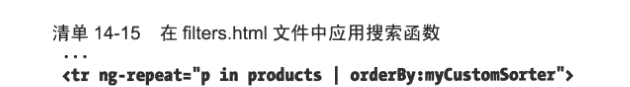 清单 14-15 在 filters.html 文件中应用搜索函数
...
<tr ng-repeat="p in products | orderBy:myCustomSorter">